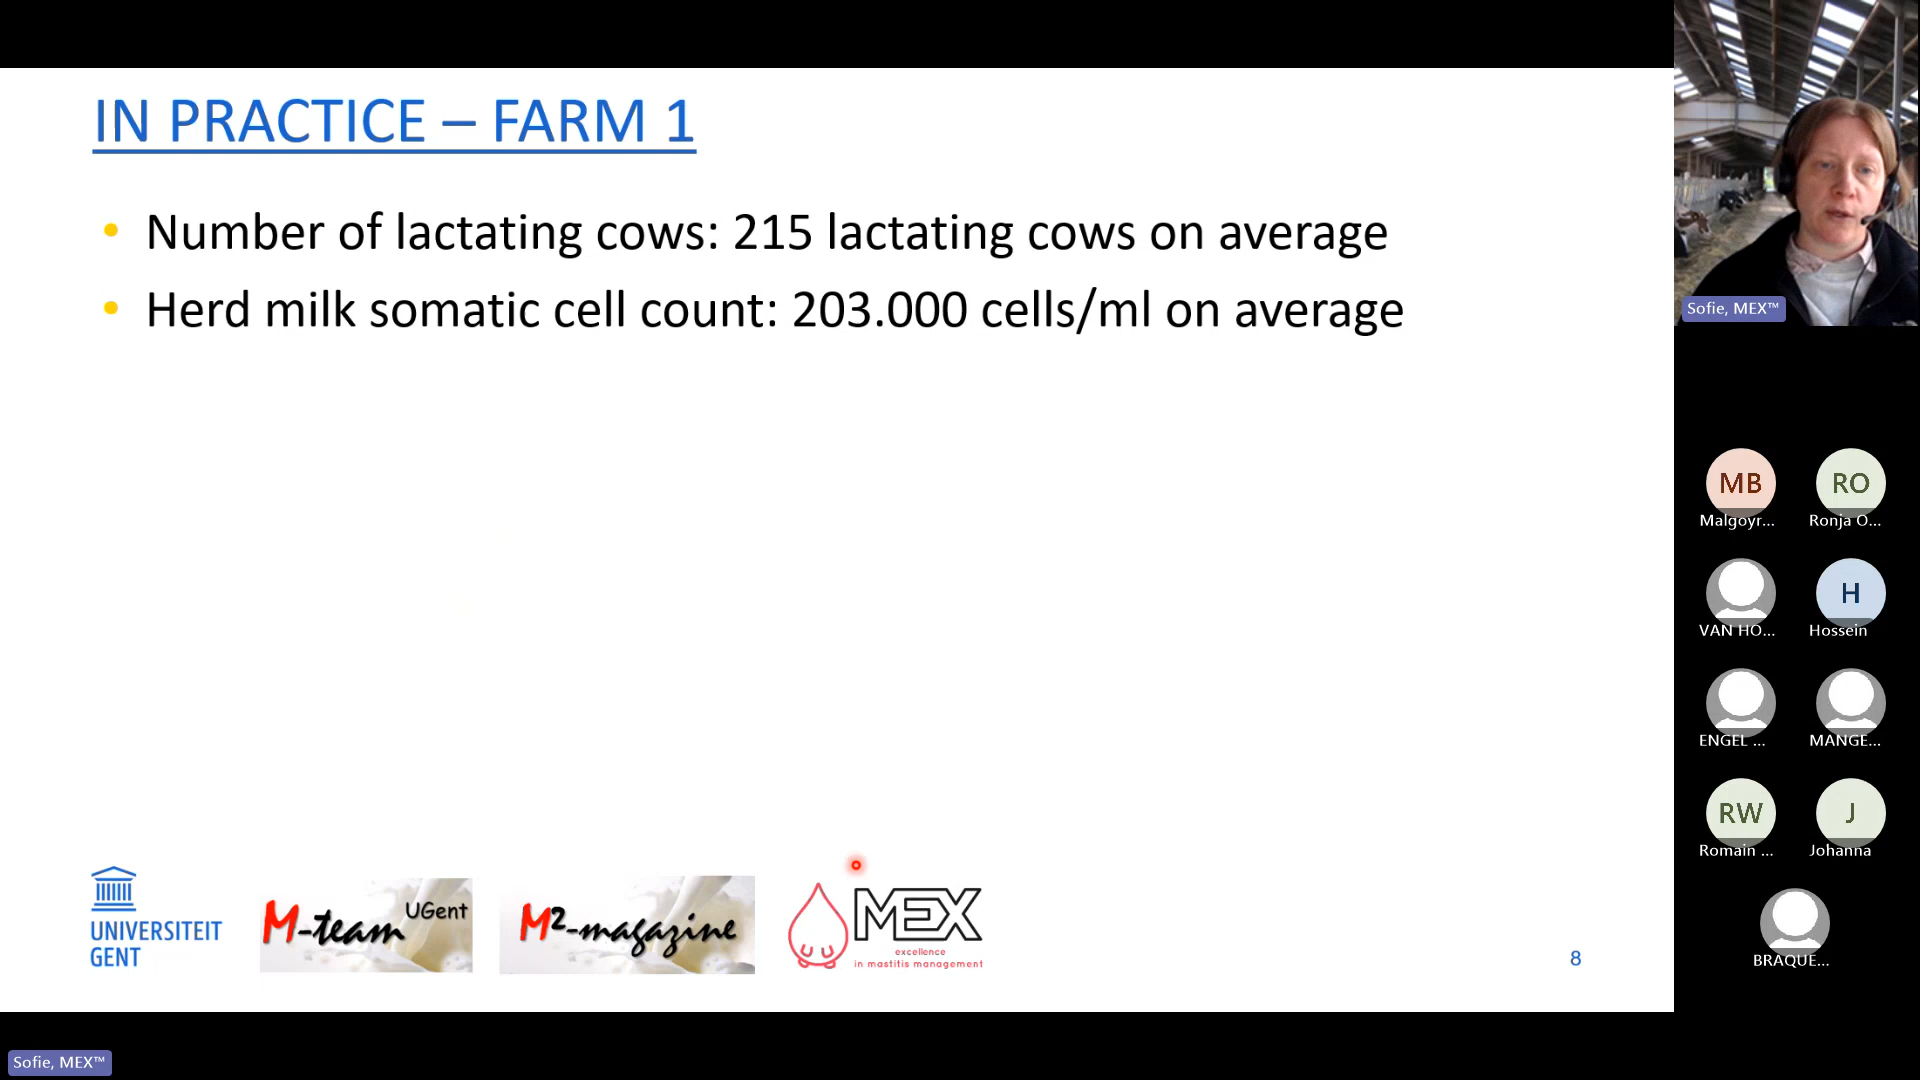 IN PRACTICE – FARM 1
• Number of lactating cows: 215 lactating cows on average
• Herd milk somatic cell count: 203.000 cells/ml on average
UNIVERSITEIT
GENT
M-team UGent
M²-magazine
MEX
excellence
in mastitis management
8
Sofie, MEX™
MB
Malgoyr...
RO
Ronja O...
VAN HO...
H
Hossein
ENGEL ...
MANGE...
RW
Romain ...
J
Johanna
BRAQUE...
Sofie, MEX™